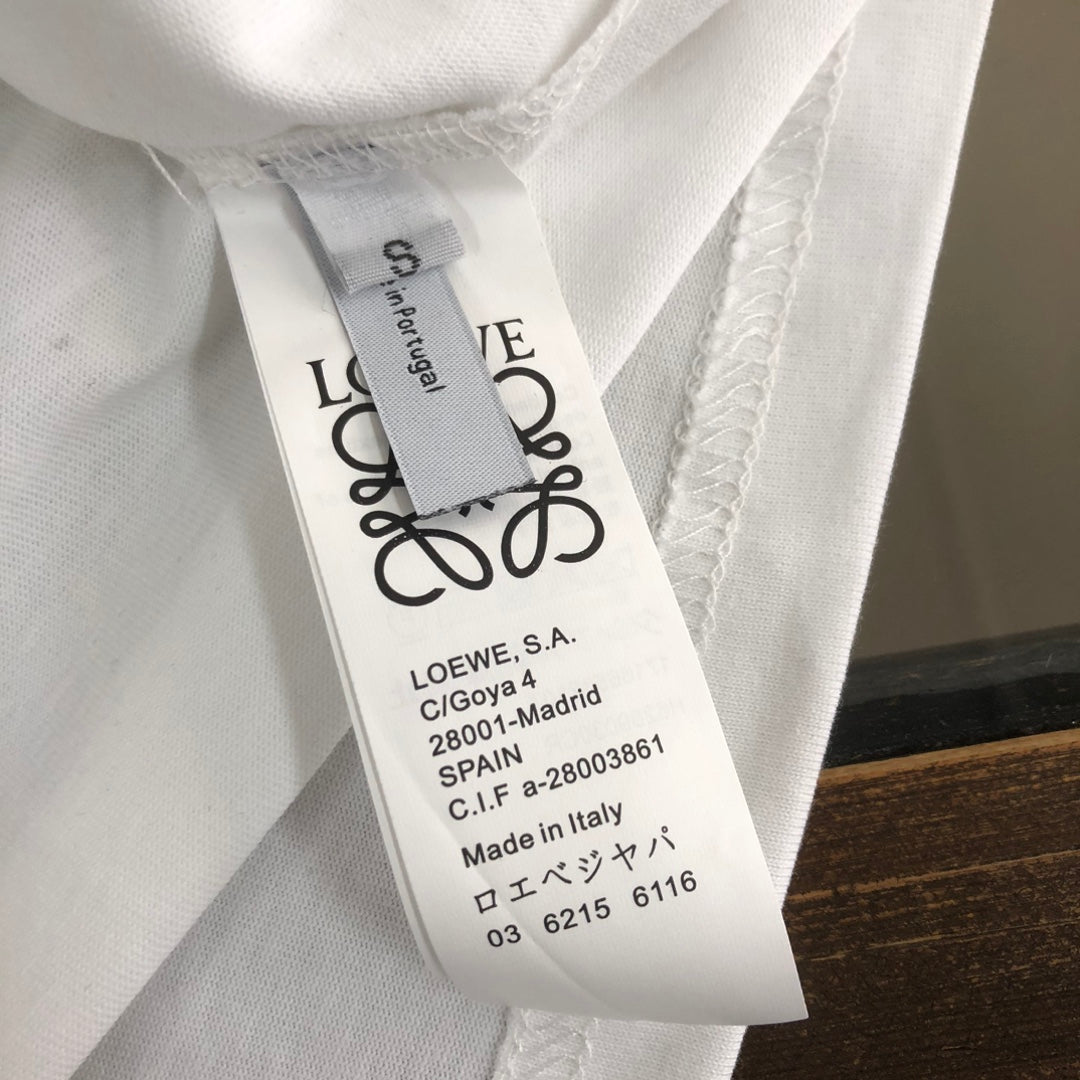 S
in Portugal
LOEWE
LOEWE, S.A.
C/Goya 4
28001-Madrid
SPAIN
C.I.F a-28003861
Made in Italy
ロエベジャパ
03 6215 6116